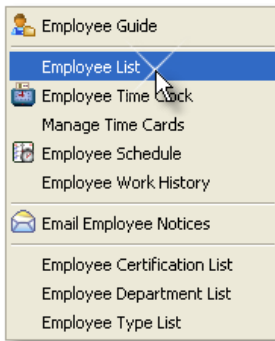 Employee Guide
Employee List
Employee Time Clock
Manage Time Cards
Employee Schedule
Employee Work History
Email Employee Notices
Employee Certification List
Employee Department List
Employee Type List